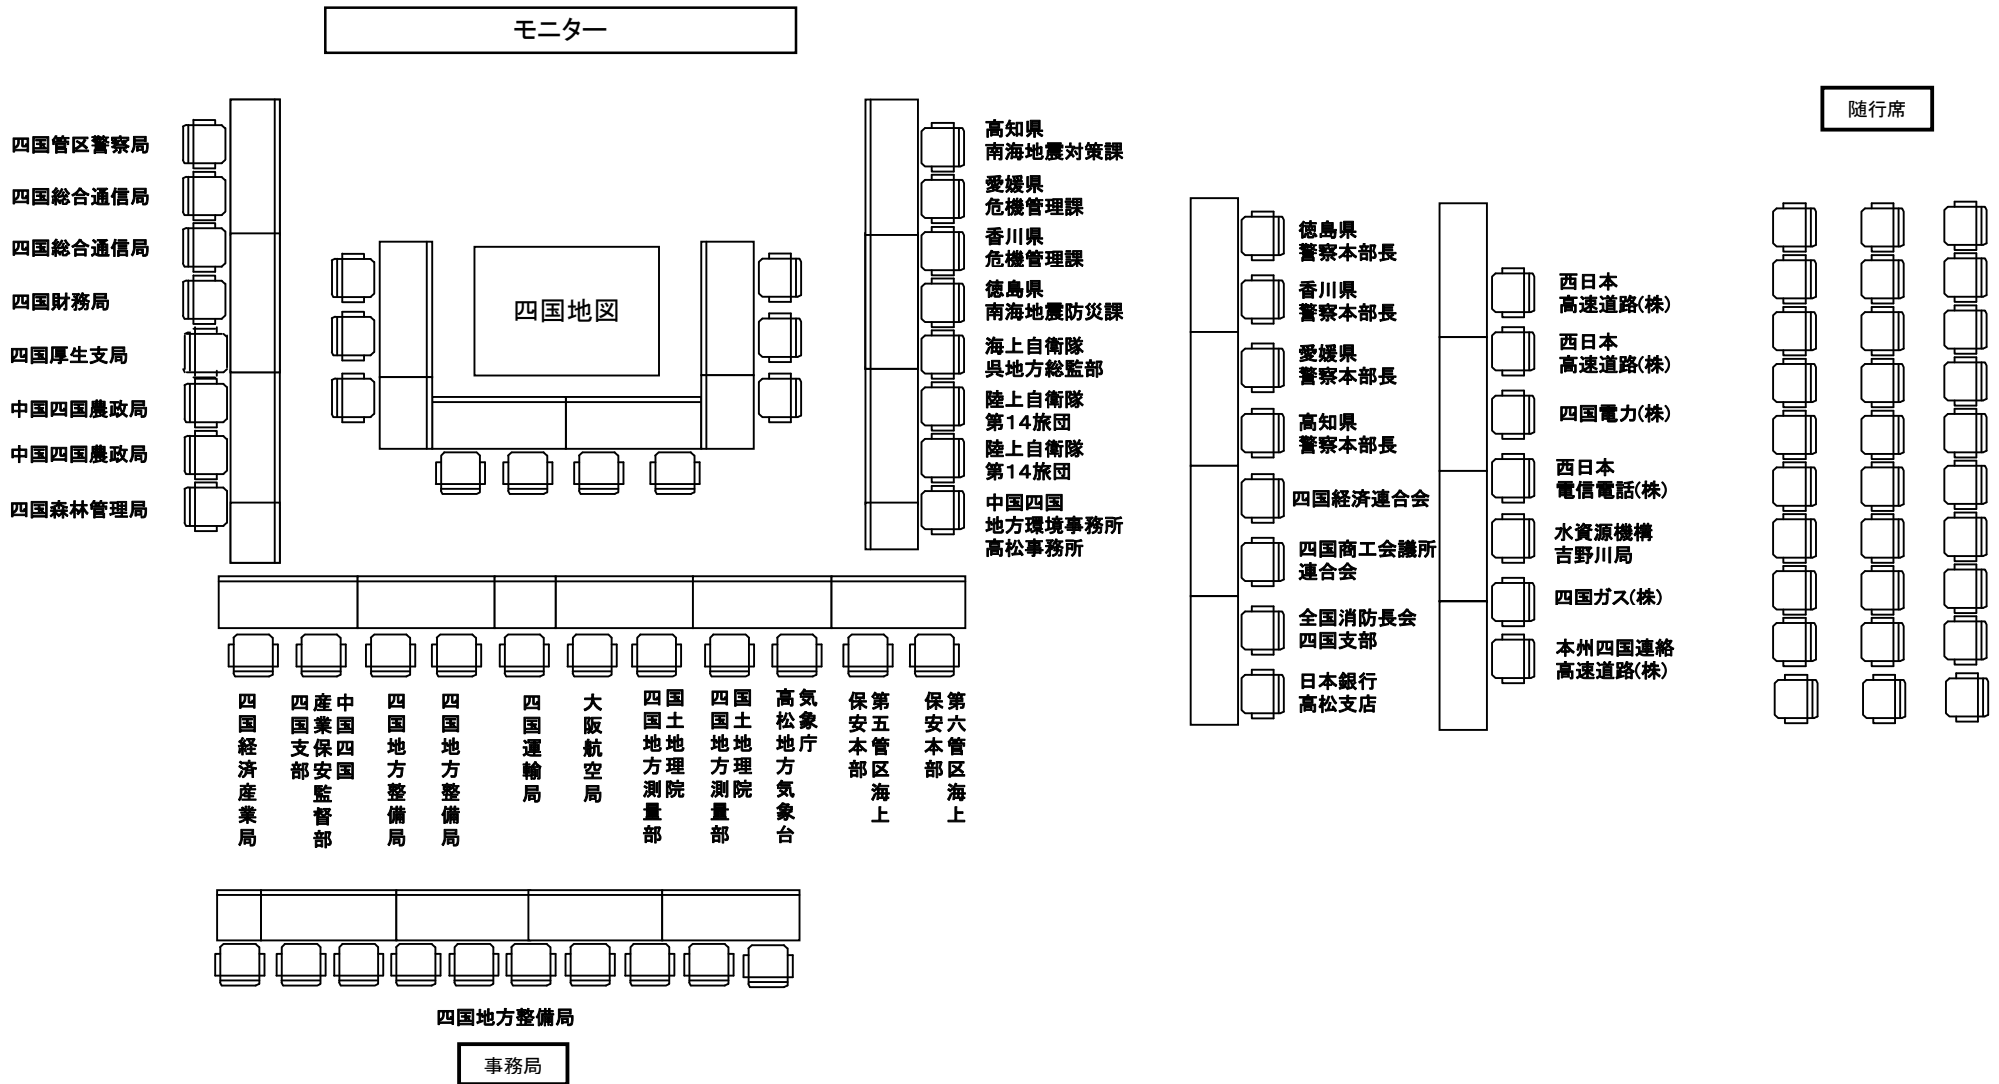 モニター
随行席
四国管区警察局
四国総合通信局
四国総合通信局
四国財務局
四国厚生支局
中国四国農政局
中国四国農政局
四国森林管理局
四国地図
高知県
南海地震対策課
愛媛県
危機管理課
香川県
危機管理課
徳島県
南海地震防災課
海上自衛隊
呉地方総監部
陸上自衛隊
第14旅団
陸上自衛隊
第14旅団
中国四国
地方環境事務所
高松事務所
徳島県
警察本部長
香川県
警察本部長
愛媛県
警察本部長
高知県
警察本部長
四国経済連合会
四国商工会議所
連合会
全国消防長会
四国支部
日本銀行
高松支店
西日本
高速道路(株)
西日本
高速道路(株)
四国電力(株)
西日本
電信電話(株)
水資源機構
吉野川局
四国ガス(株)
本州四国連絡
高速道路(株)
四国経済産業局
中国四国
産業保安監督部
四国支部
四国地方整備局
四国地方整備局
四国運輸局
大阪航空局
国土地理院
四国地方測量部
国土地理院
四国地方測量部
気象庁
高松地方気象台
第五管区海上
保安本部
第六管区海上
保安本部
四国地方整備局
事務局